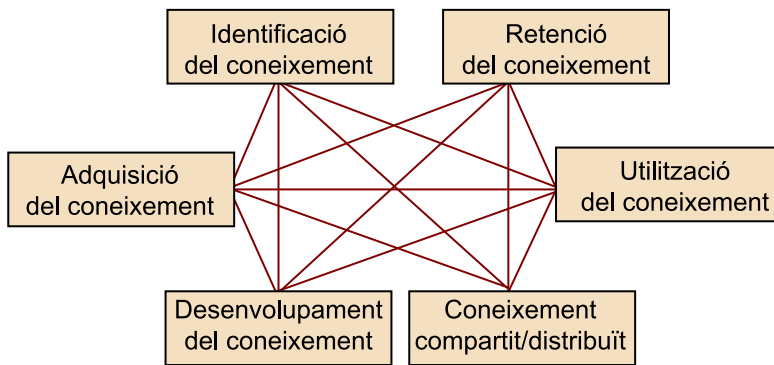 Identificació
del coneixement
Retenció
del coneixement
Adquisició
del coneixement
Utilització
del coneixement
Desenvolupament
del coneixement
Coneixement
compartit/distribuït